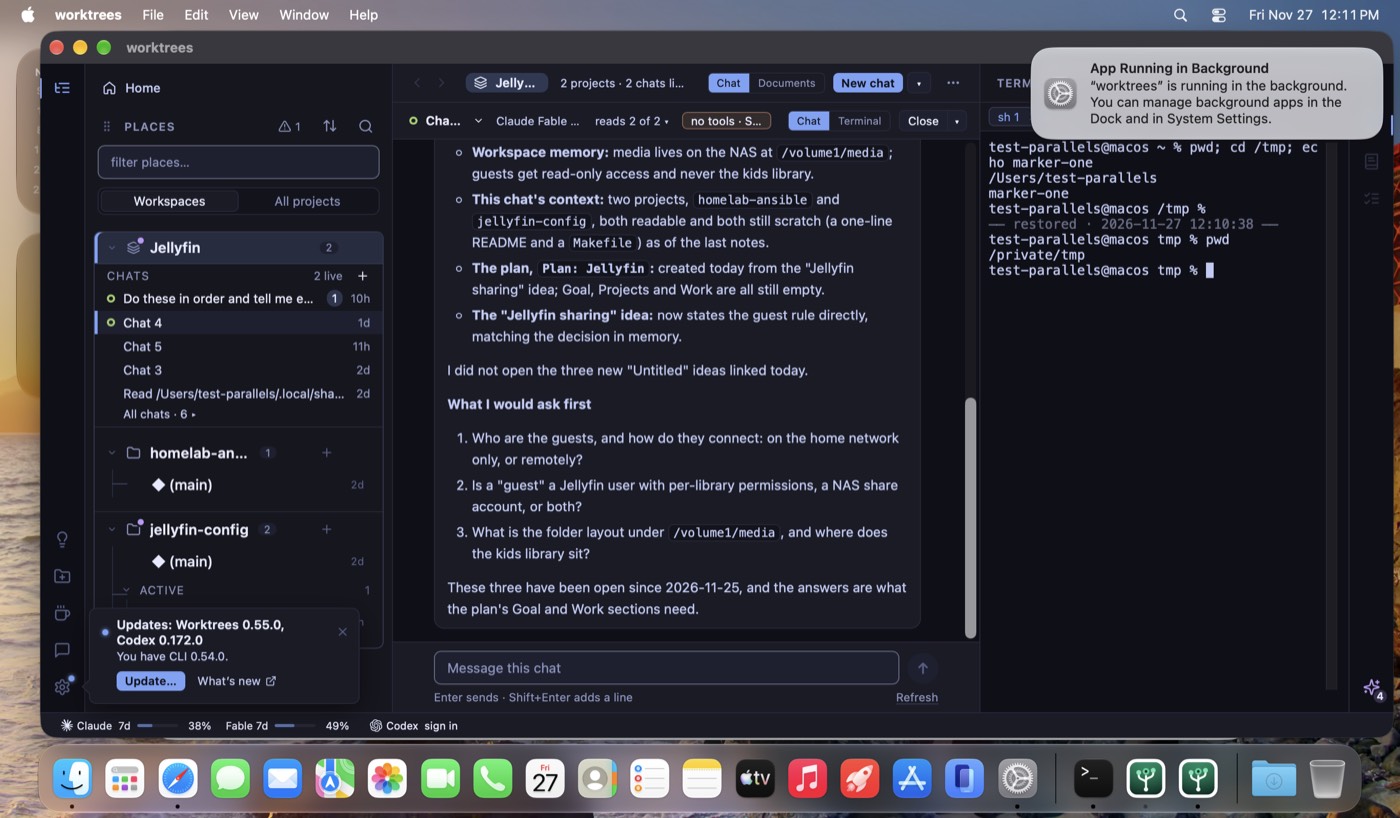 worktrees File Edit View Window Help
Fri Nov 27 12:11 PM
worktrees
App Running in Background
“worktrees” is running in the background.
You can manage background apps in the
Dock and in System Settings.
Home
PLACES
1
filter places...
Workspaces All projects
Jellyfin 2
CHATS 2 live +
Do these in order and tell me e... 1 10h
Chat 4 1d
Chat 5 11h
Chat 3 2d
Read /Users/test-parallels/.local/sha... 2d
All chats · 6 ▸
homelab-an... 1 +
(main) 2d
jellyfin-config 2 +
(main) 2d
ACTIVE 1
Updates: Worktrees 0.55.0,
Codex 0.172.0
You have CLI 0.54.0.
Update... What's new
Jelly... 2 projects · 2 chats li... Chat Documents New chat ▾ ···
Cha... Claude Fable ... reads 2 of 2 ▾ no tools · S... Chat Terminal Close ▾
Workspace memory: media lives on the NAS at /volume1/media ;
guests get read-only access and never the kids library.
This chat's context: two projects, homelab-ansible and
jellyfin-config , both readable and both still scratch (a one-line
README and a Makefile ) as of the last notes.
The plan, Plan: Jellyfin : created today from the "Jellyfin
sharing" idea; Goal, Projects and Work are all still empty.
The "Jellyfin sharing" idea: now states the guest rule directly,
matching the decision in memory.
I did not open the three new "Untitled" ideas linked today.
What I would ask first
1. Who are the guests, and how do they connect: on the home network
only, or remotely?
2. Is a "guest" a Jellyfin user with per-library permissions, a NAS share
account, or both?
3. What is the folder layout under /volume1/media , and where does
the kids library sit?
These three have been open since 2026-11-25, and the answers are what
the plan's Goal and Work sections need.
Message this chat
Enter sends · Shift+Enter adds a line
Refresh
TERM
sh 1
test-parallels@macos ~ % pwd; cd /tmp; ec
ho marker-one
/Users/test-parallels
marker-one
test-parallels@macos /tmp %
── restored · 2026-11-27 12:10:38 ──
test-parallels@macos tmp % pwd
/private/tmp
test-parallels@macos tmp %
4
Claude 7d 38% Fable 7d 49% Codex sign in
Fri
27
tv
>_